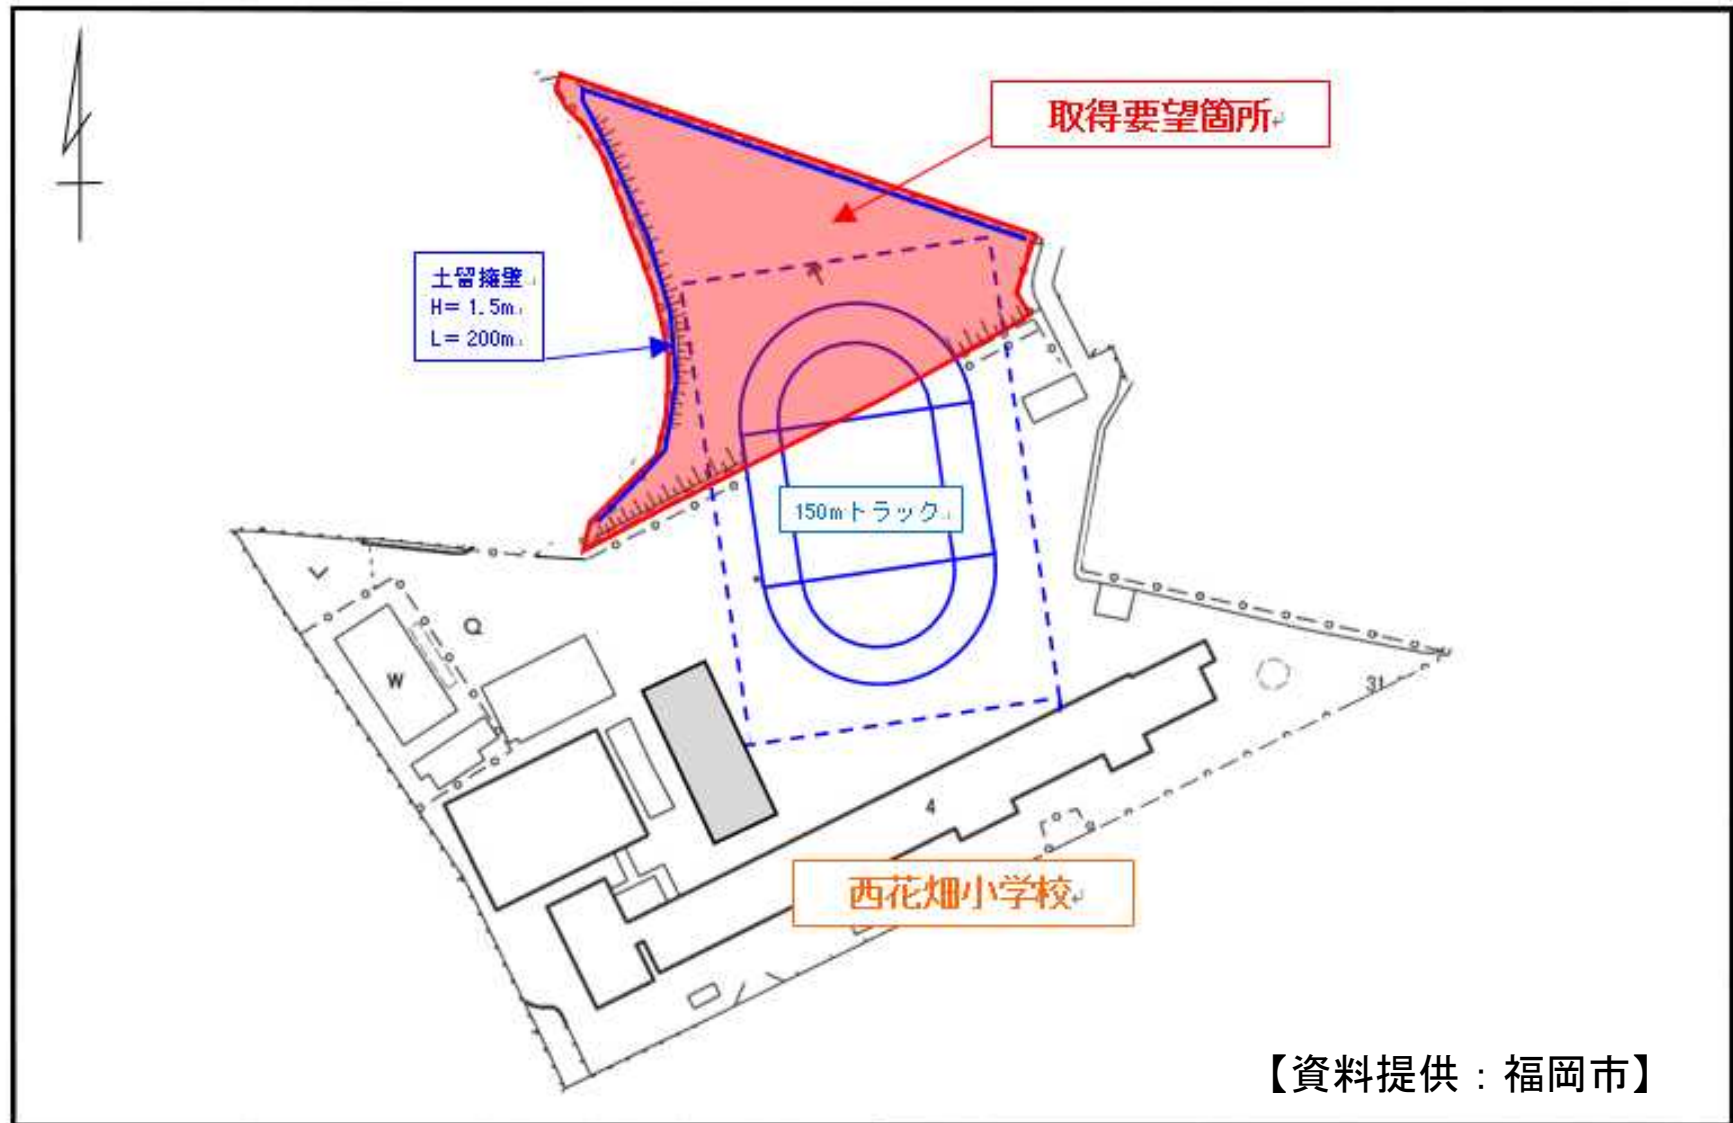 取得要望箇所
土留擁壁
H= 1.5m
L= 200m
150mトラック
W
Q
4
31
西花畑小学校
【資料提供：福岡市】